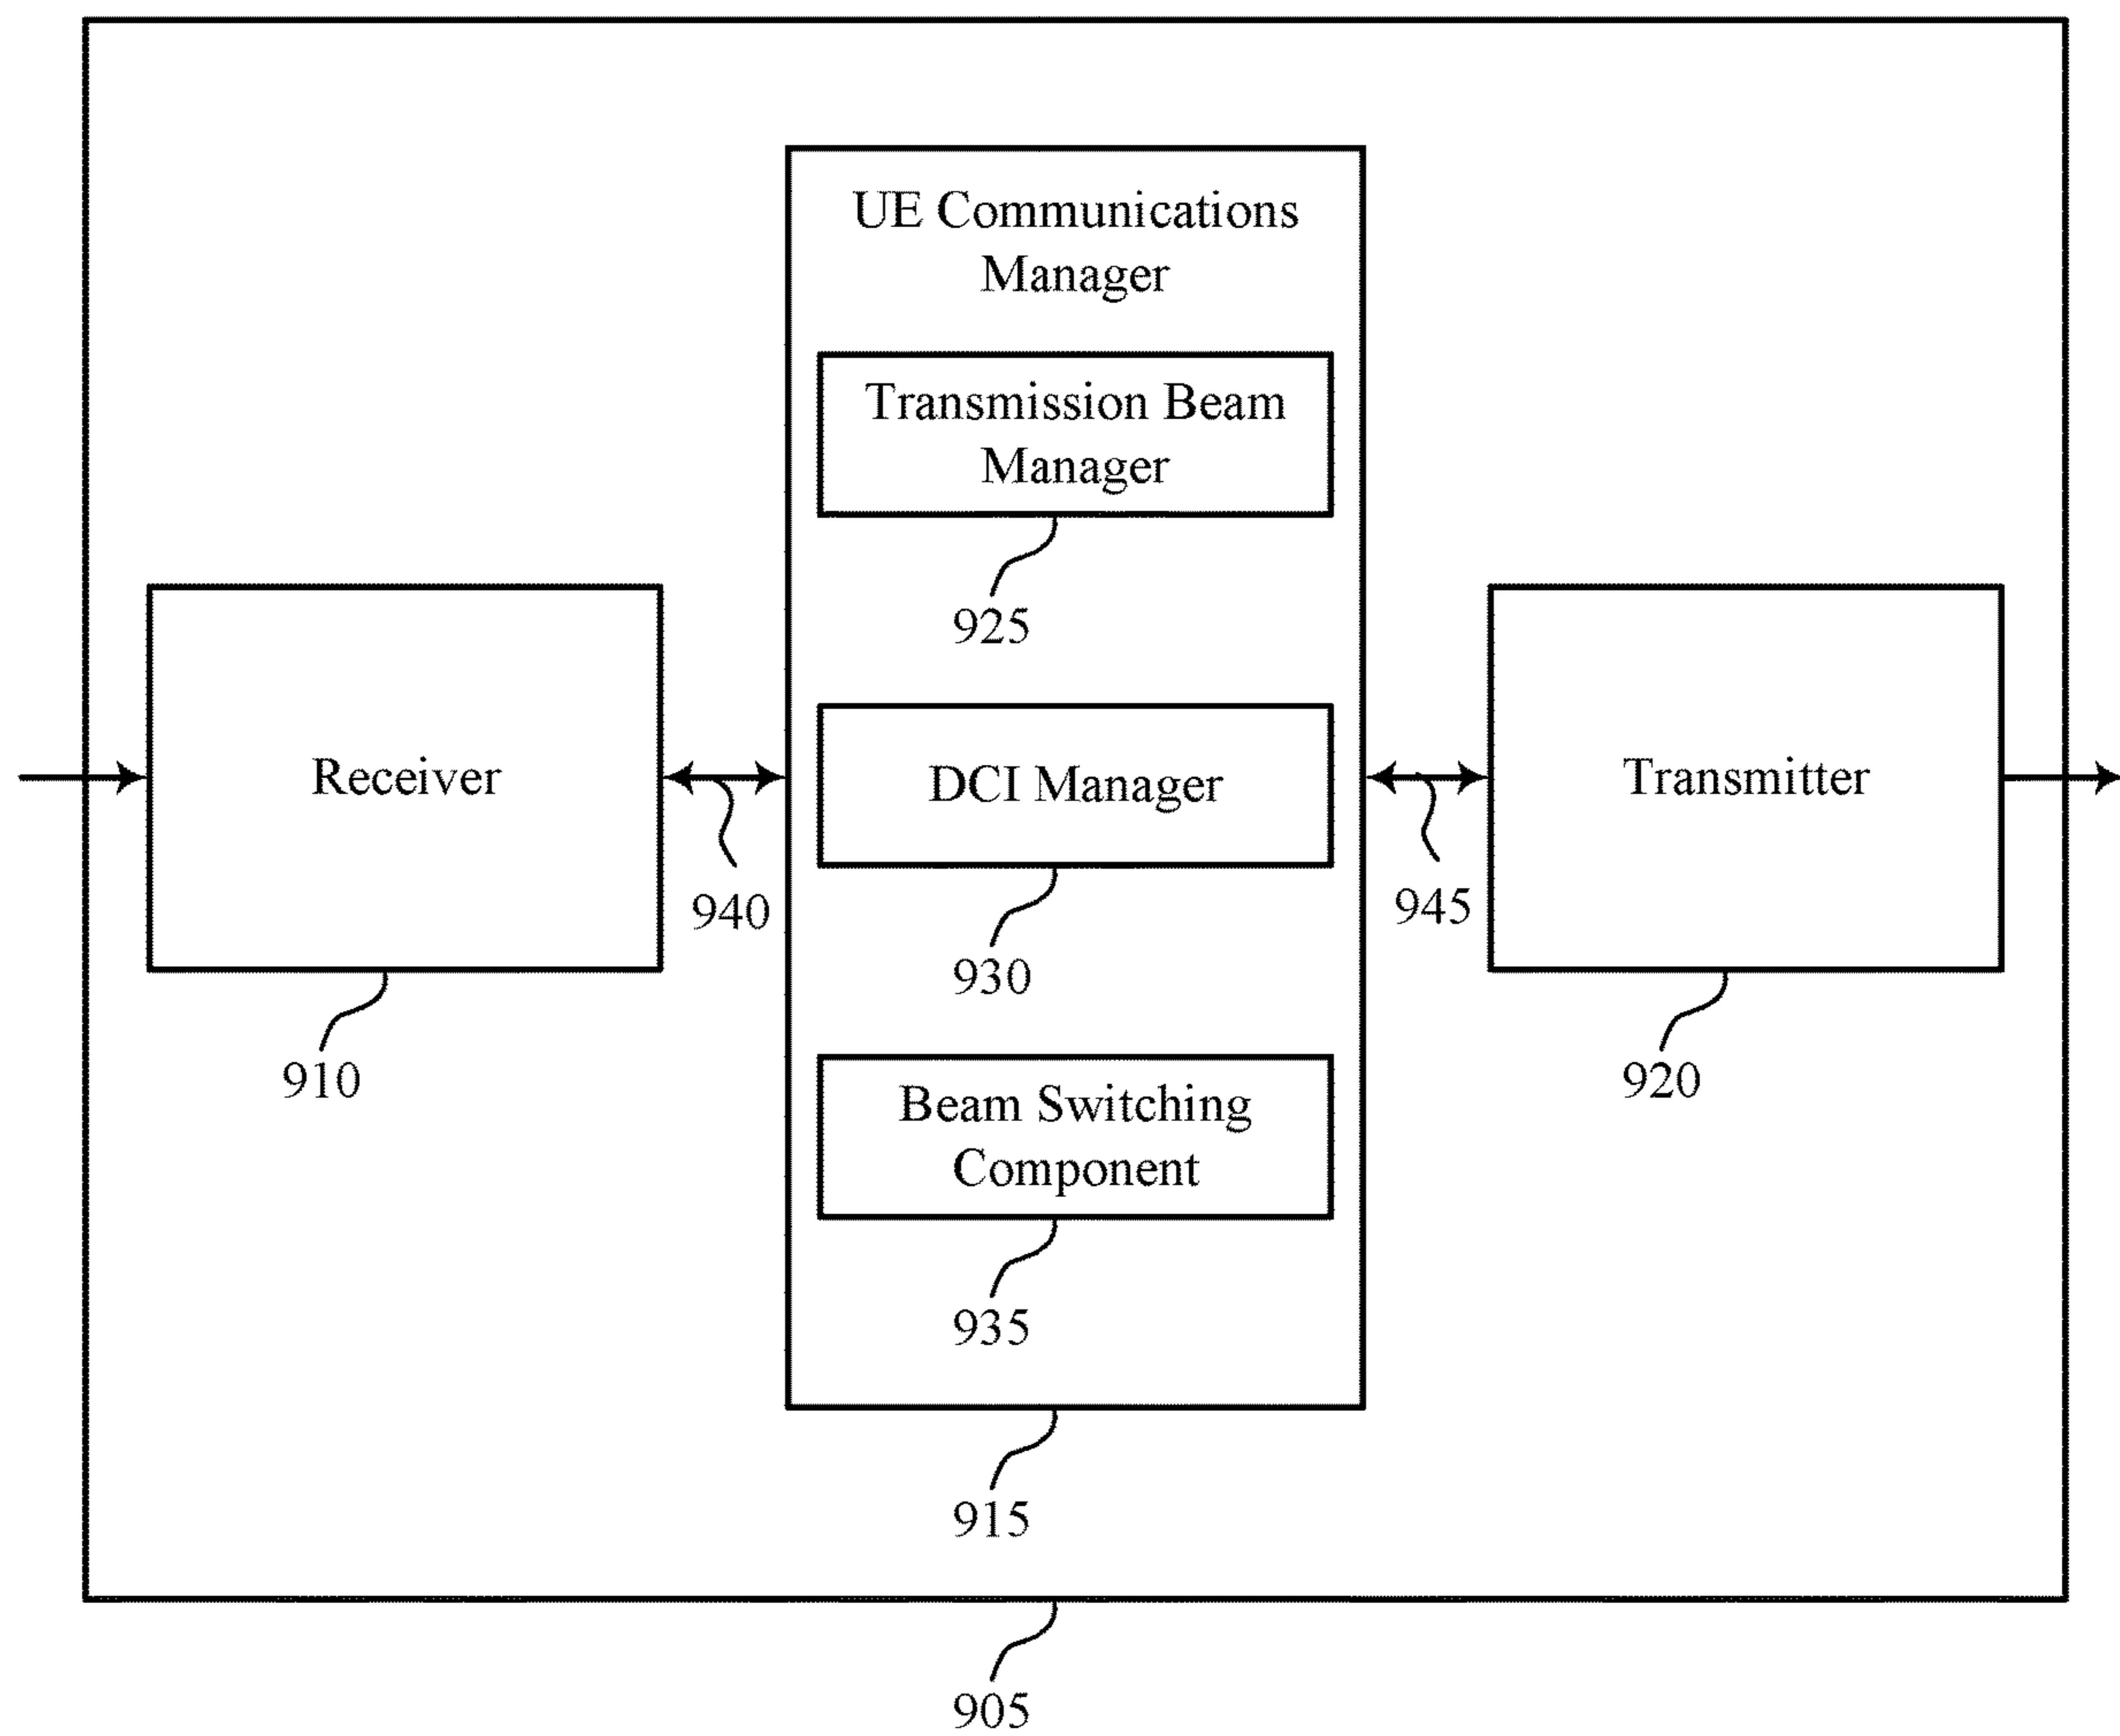 UE Communications
Manager
Transmission Beam
Manager
925
Receiver
DCI Manager
Transmitter
940
945
930
910
920
Beam Switching
Component
935
915
905